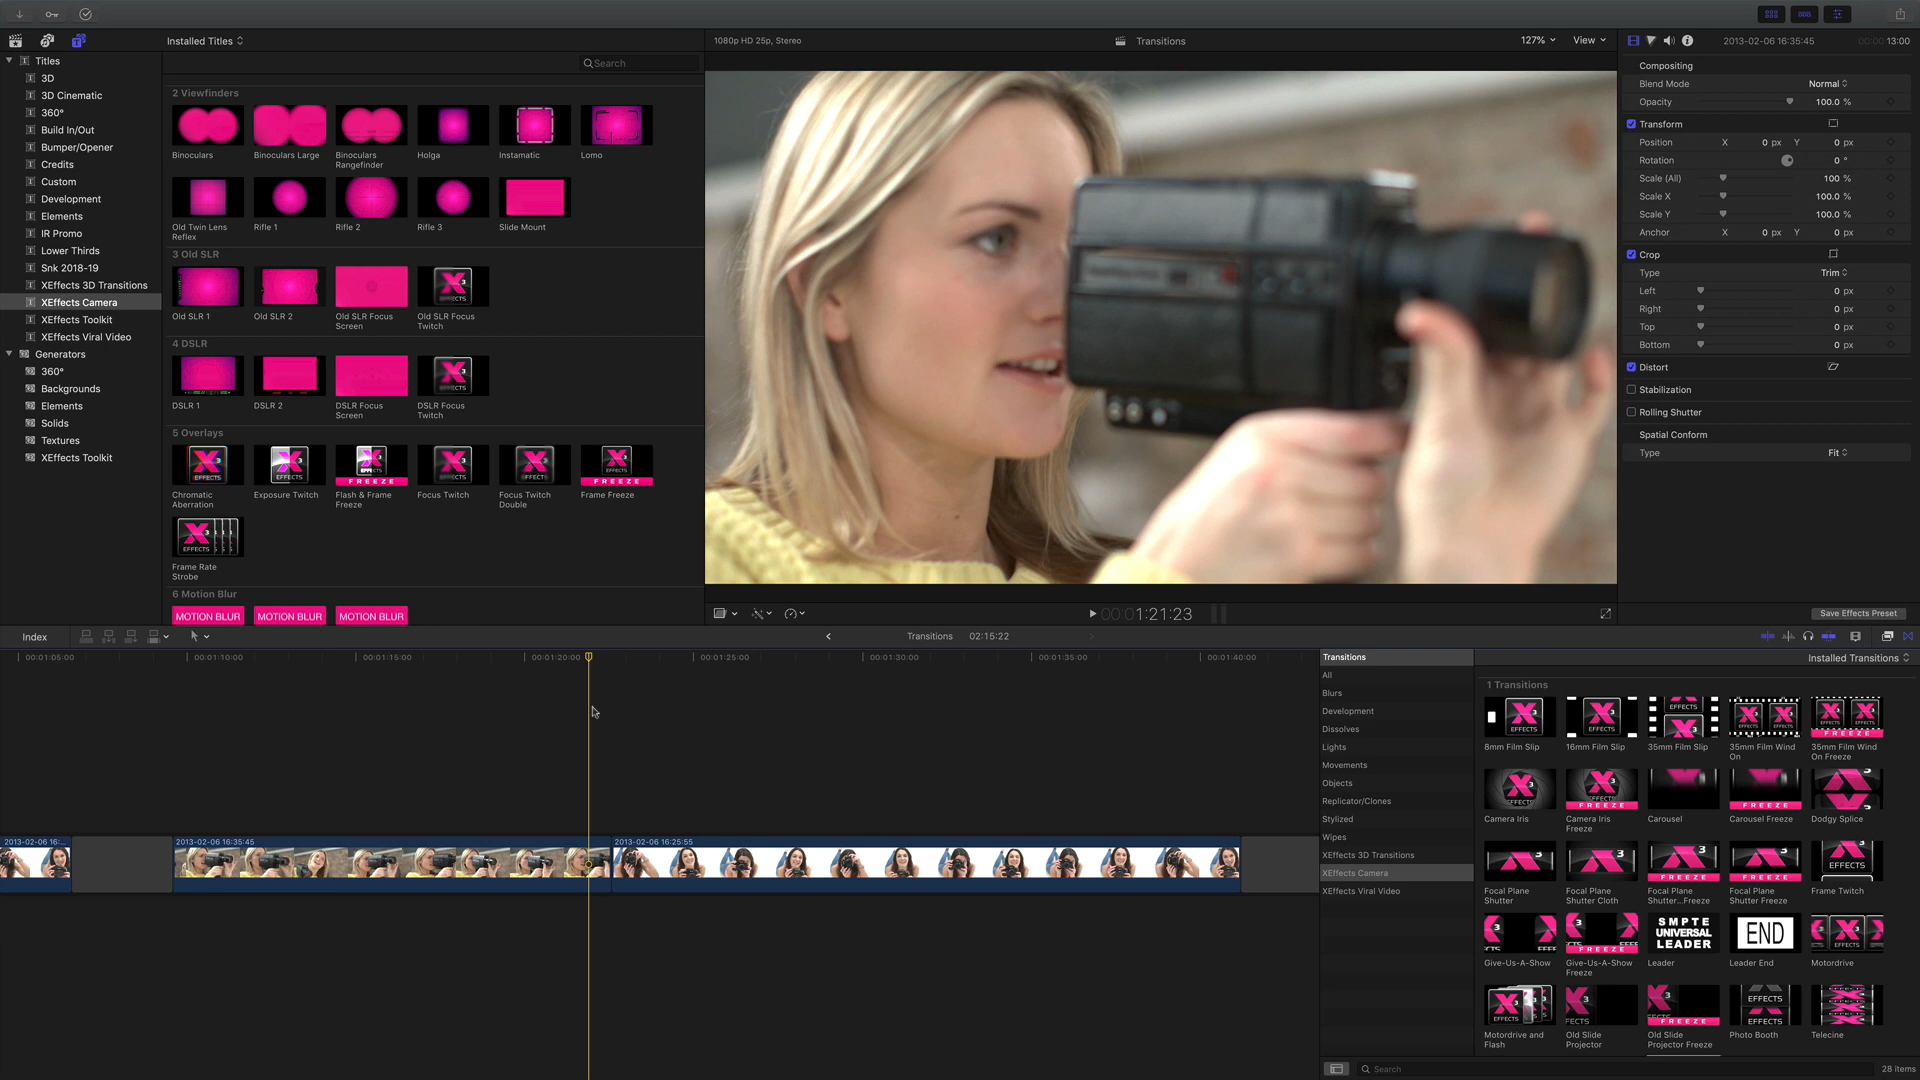 Installed Titles
1080p HD 25p, Stereo
Transitions
127%
View
2013-02-06 16:35:45
00:00:13:00
Titles
3D
3D Cinematic
360°
Build In/Out
Bumper/Opener
Credits
Custom
Development
Elements
IR Promo
Lower Thirds
Snk 2018-19
XEffects 3D Transitions
XEffects Camera
XEffects Toolkit
XEffects Viral Video
Generators
360°
Backgrounds
Elements
Solids
Textures
XEffects Toolkit
Search
2 Viewfinders
Binoculars
Binoculars Large
Binoculars Rangefinder
Holga
Instamatic
Lomo
Old Twin Lens Reflex
Rifle 1
Rifle 2
Rifle 3
Slide Mount
3 Old SLR
Old SLR 1
Old SLR 2
Old SLR Focus Screen
Old SLR Focus Twitch
4 DSLR
DSLR 1
DSLR 2
DSLR Focus Screen
DSLR Focus Twitch
5 Overlays
Chromatic Aberration
Exposure Twitch
Flash & Frame Freeze
Focus Twitch
Focus Twitch Double
Frame Freeze
Frame Rate Strobe
6 Motion Blur
MOTION BLUR
MOTION BLUR
MOTION BLUR
Compositing
Blend Mode Normal
Opacity 100.0 %
Transform
Position X 0 px Y 0 px
Rotation 0 °
Scale (All) 100 %
Scale X 100.0 %
Scale Y 100.0 %
Anchor X 0 px Y 0 px
Crop
Type Trim
Left 0 px
Right 0 px
Top 0 px
Bottom 0 px
Distort
Stabilization
Rolling Shutter
Spatial Conform
Type Fit
Save Effects Preset
00:01:21:23
Index
Transitions 02:15:22
00:01:05:00
00:01:10:00
00:01:15:00
00:01:20:00
00:01:25:00
00:01:30:00
00:01:35:00
00:01:40:00
2013-02-06 16:...
2013-02-06 16:35:45
2013-02-06 16:25:55
Transitions
All
Blurs
Development
Dissolves
Lights
Movements
Objects
Replicator/Clones
Stylized
Wipes
XEffects 3D Transitions
XEffects Camera
XEffects Viral Video
Installed Transitions
1 Transitions
8mm Film Slip
16mm Film Slip
35mm Film Slip
35mm Film Wind On
35mm Film Wind On Freeze
Camera Iris
Camera Iris Freeze
Carousel
Carousel Freeze
Dodgy Splice
Focal Plane Shutter
Focal Plane Shutter Cloth
Focal Plane Shutter...Freeze
Focal Plane Shutter Freeze
Frame Twitch
Give-Us-A-Show
Give-Us-A-Show Freeze
SMPTE UNIVERSAL LEADER
Leader
END
Leader End
Motordrive
Motordrive and Flash
Old Slide Projector
Old Slide Projector Freeze
Photo Booth
Telecine
Search
28 items